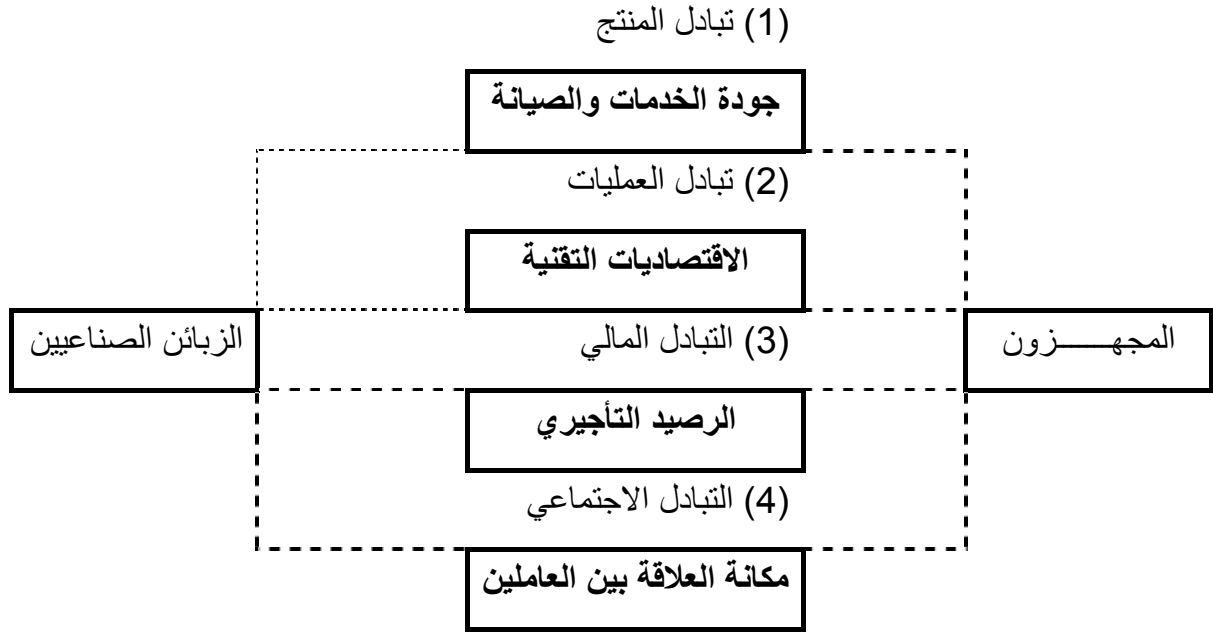 (1) تبادل المنتج
جودة الخدمات والصيانة
(2) تبادل العمليات
الاقتصاديات التقنية
المجهـــــــزون
(3) التبادل المالي
الزبائن الصناعيين
الرصيد التأجيري
(4) التبادل الاجتماعي
مكانة العلاقة بين العاملين